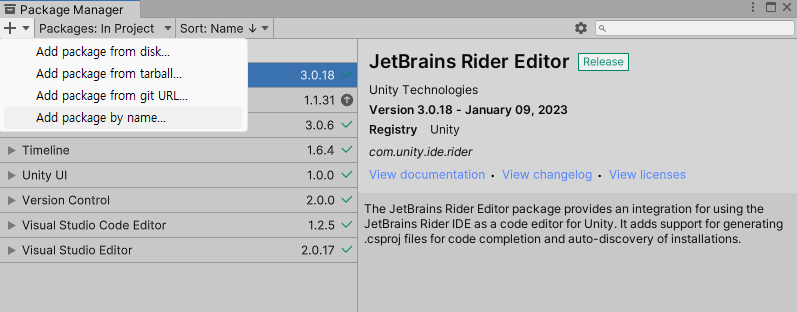 Package Manager
Packages: In Project
Sort: Name ↓
Add package from disk...
Add package from tarball...
Add package from git URL...
Add package by name...
3.0.18
1.1.31
3.0.6
Timeline 1.6.4
Unity UI 1.0.0
Version Control 2.0.0
Visual Studio Code Editor 1.2.5
Visual Studio Editor 2.0.17
JetBrains Rider Editor Release
Unity Technologies
Version 3.0.18 - January 09, 2023
Registry Unity
com.unity.ide.rider
View documentation • View changelog • View licenses
The JetBrains Rider Editor package provides an integration for using the
JetBrains Rider IDE as a code editor for Unity. It adds support for generating
.csproj files for code completion and auto-discovery of installations.